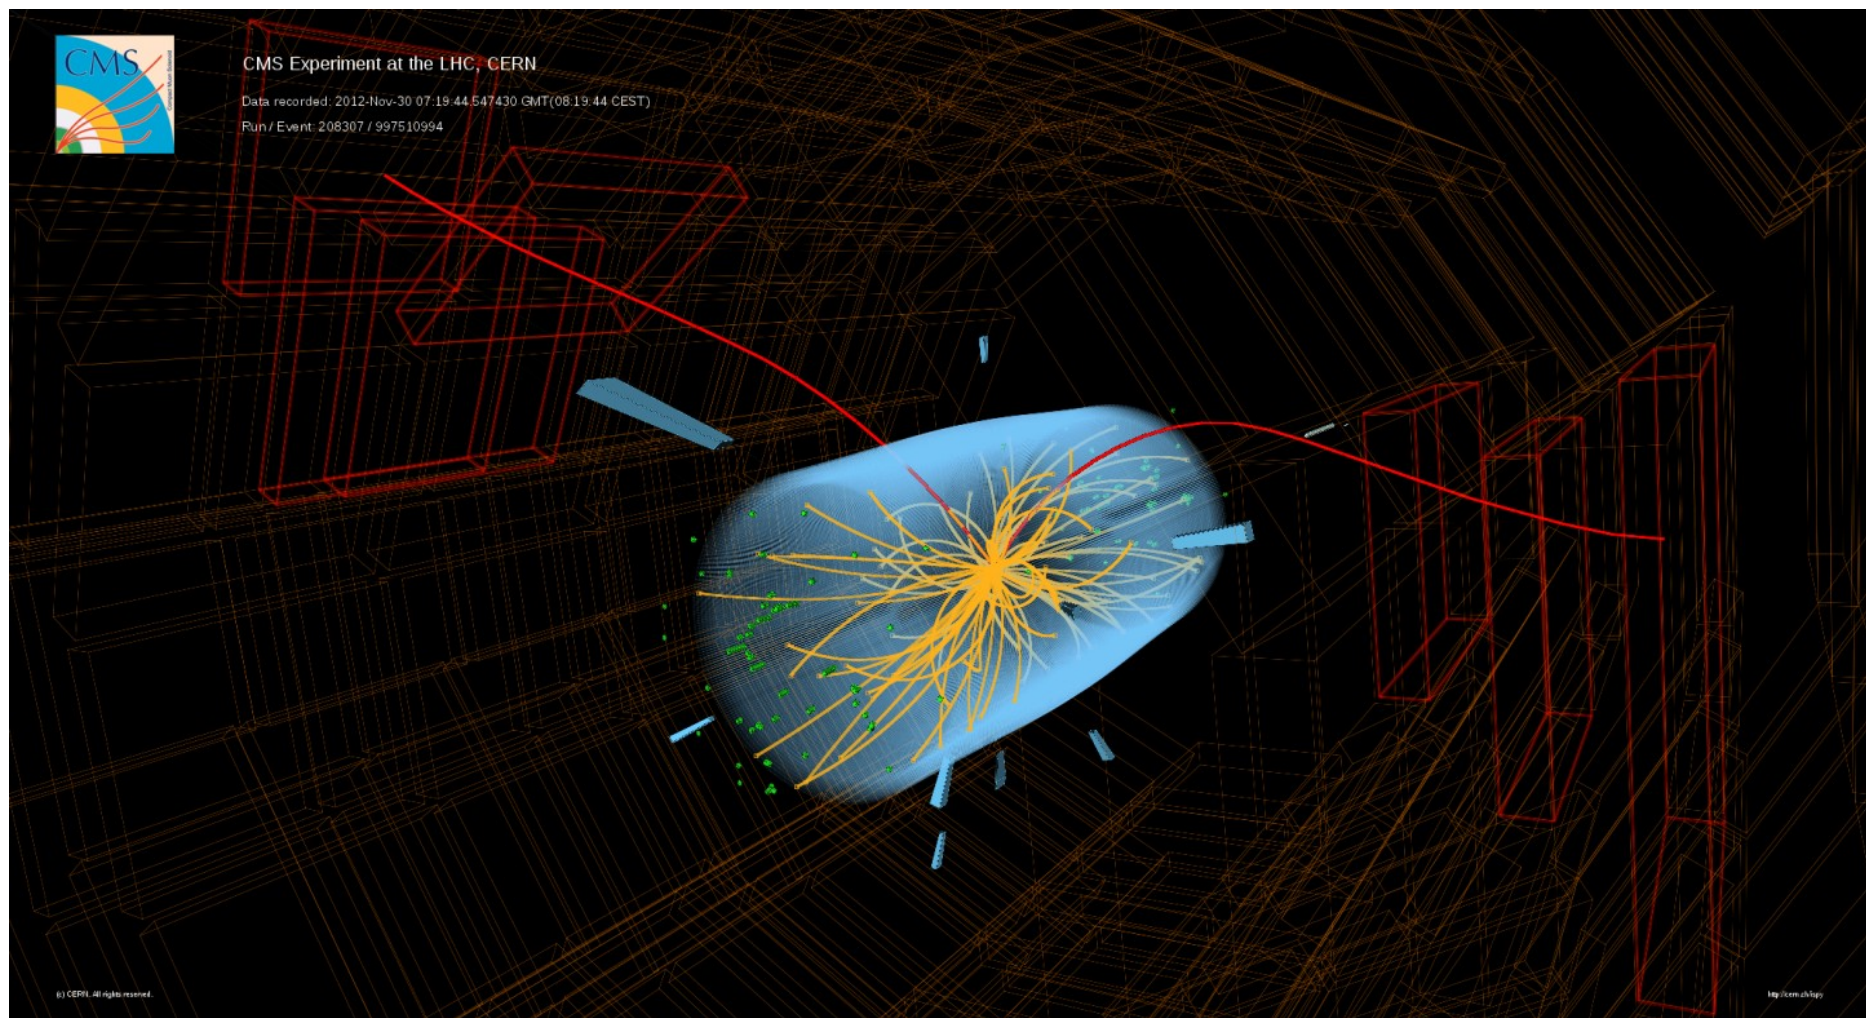 CMS
CMS Experiment at the LHC, CERN
Data recorded: 2012-Nov-30 07:19:44.547430 GMT(08:19:44 CEST)
Run / Event: 208307 / 997510994
(c) CERN. All rights reserved.
http://cern.ch/ispy